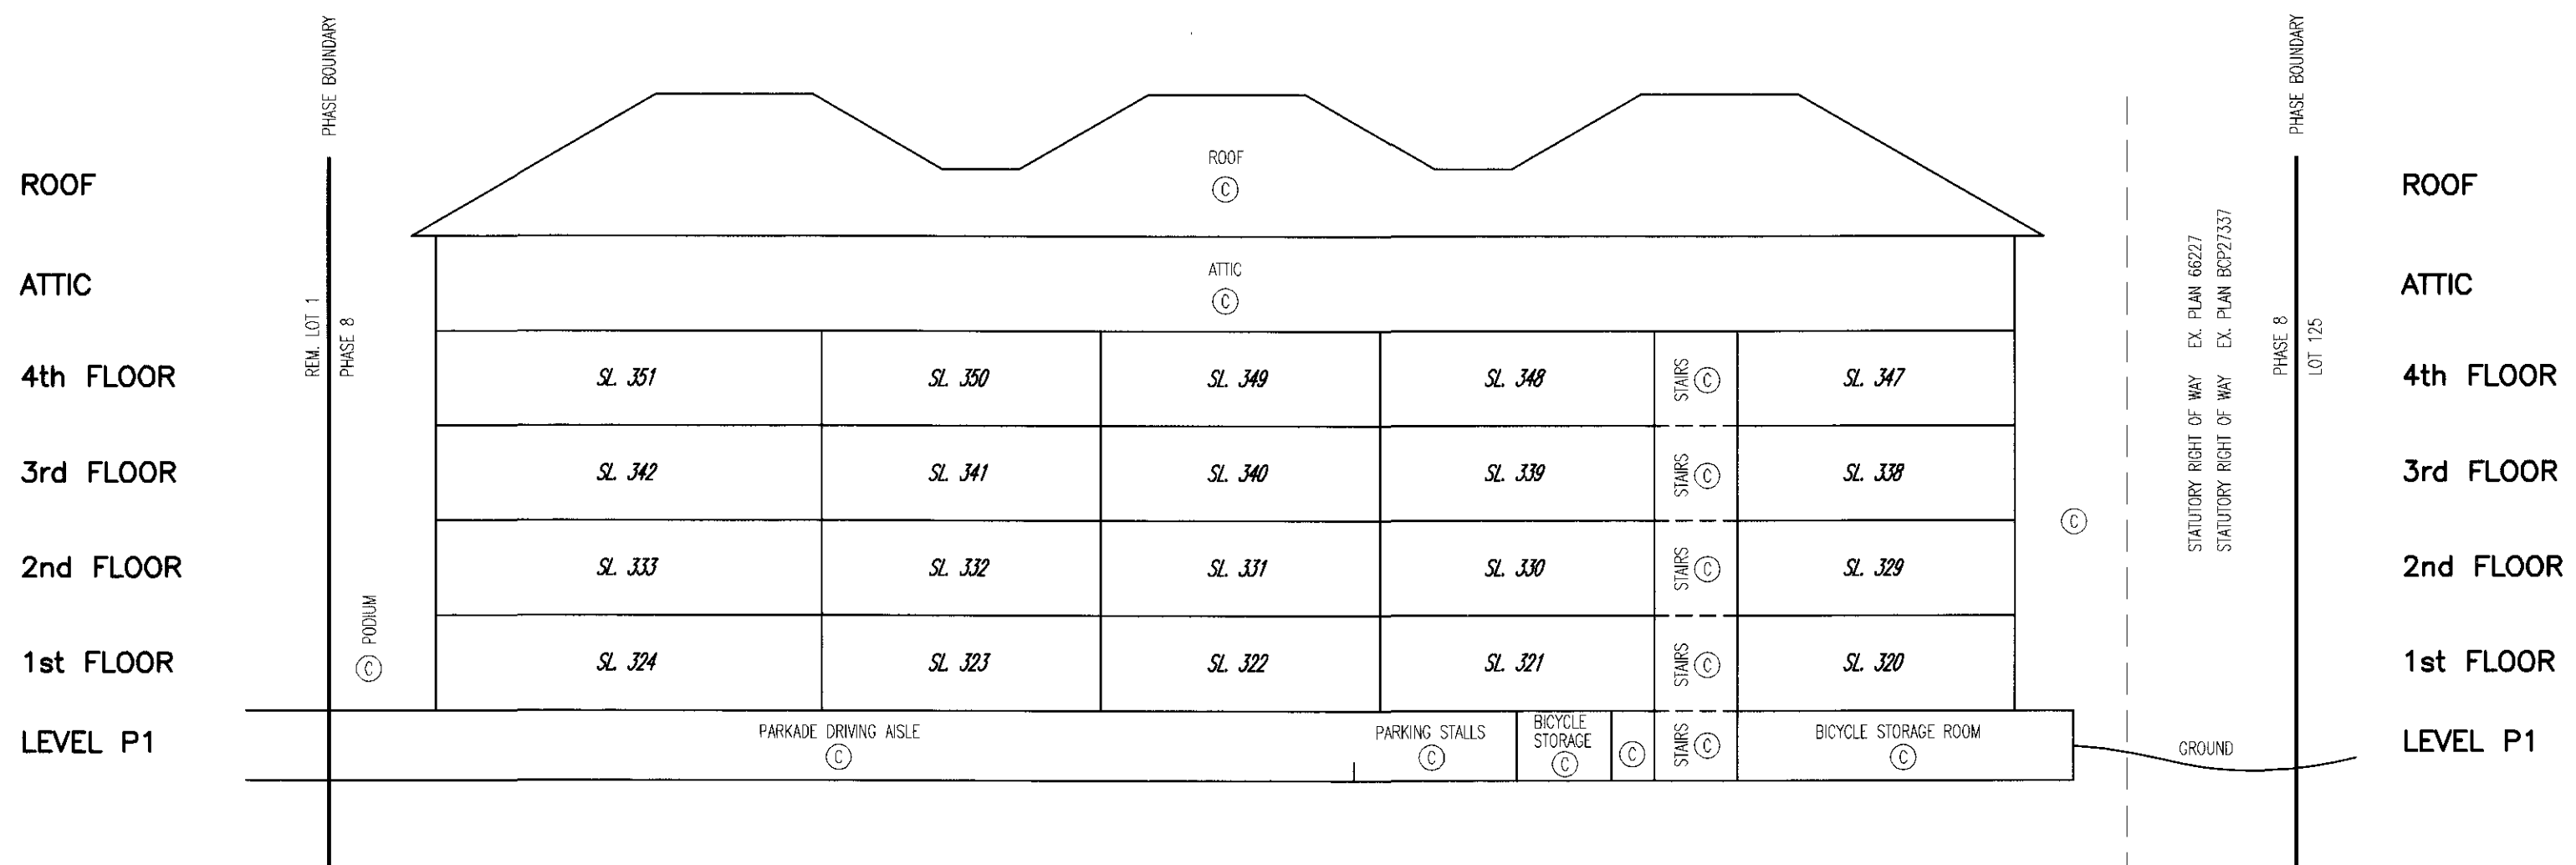 PHASE BOUNDARY
PHASE BOUNDARY
ROOF
ROOF
C
ROOF
ATTIC
ATTIC
C
ATTIC
REM. LOT 1
PHASE 8
STATUTORY RIGHT OF WAY EX. PLAN 66227
STATUTORY RIGHT OF WAY EX. PLAN BCP27337
PHASE 8
LOT 125
4th FLOOR
SL. 351
SL. 350
SL. 349
SL. 348
STAIRS C
SL. 347
4th FLOOR
3rd FLOOR
SL. 342
SL. 341
SL. 340
SL. 339
STAIRS C
SL. 338
3rd FLOOR
C
2nd FLOOR
SL. 333
SL. 332
SL. 331
SL. 330
STAIRS C
SL. 329
2nd FLOOR
1st FLOOR
C PODIUM
SL. 324
SL. 323
SL. 322
SL. 321
STAIRS C
SL. 320
1st FLOOR
LEVEL P1
PARKADE DRIVING AISLE
C
PARKING STALLS
C
BICYCLE
STORAGE
C
C
STAIRS C
BICYCLE STORAGE ROOM
C
GROUND
LEVEL P1